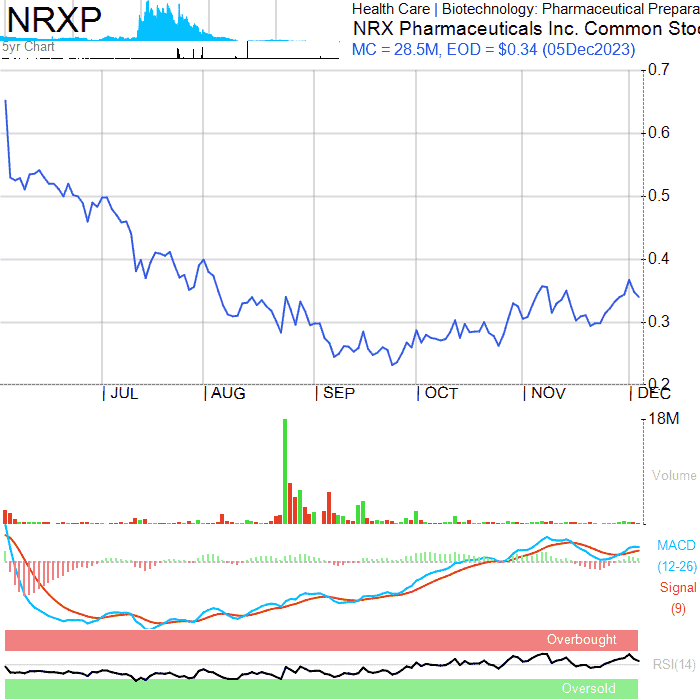 NRXP
5yr Chart
Health Care | Biotechnology: Pharmaceutical Prepara
NRX Pharmaceuticals Inc. Common Stoc
MC = 28.5M, EOD = $0.34 (05Dec2023)
0.7
0.6
0.5
0.4
0.3
0.2
JUL AUG SEP OCT NOV DEC
18M
Volume
MACD
(12-26)
Signal
(9)
Overbought
RSI(14)
Oversold